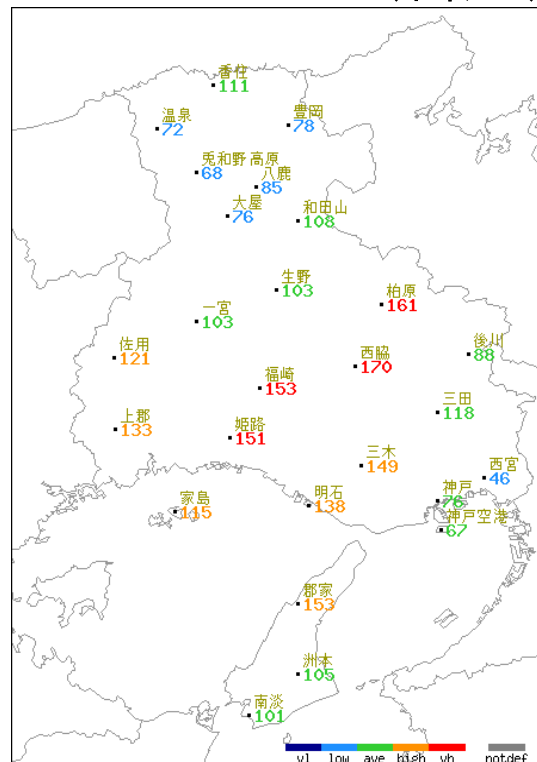 香住
111
温泉
72
豊岡
78
兎和野高原
68
八鹿
85
大屋
76
和田山
108
生野
103
柏原
161
一宮
103
佐用
121
西脇
170
後川
88
福崎
153
三田
118
上郡
133
姫路
151
三木
149
西宮
46
家島
115
明石
138
神戸
76
神戸空港
67
郡家
153
洲本
105
南淡
101
vl low ave high vh notdef